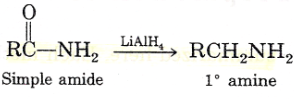 O
RC—NH₂ LiAlH₄ RCH₂NH₂
Simple amide 1° amine